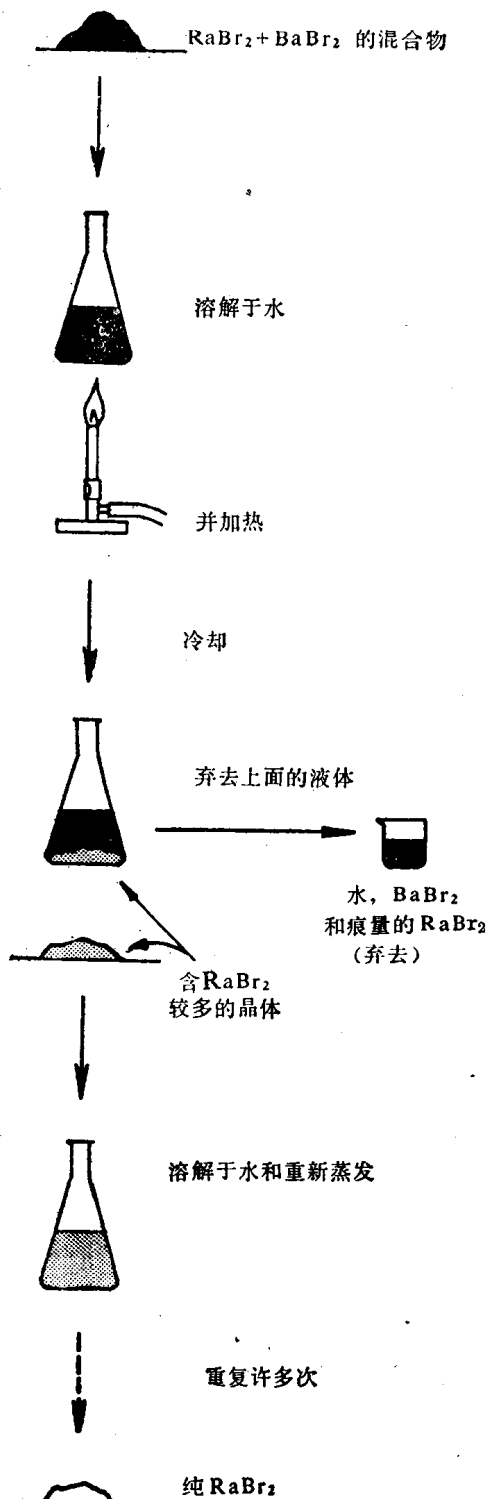 RaBr₂+BaBr₂ 的混合物
溶解于水
并加热
冷却
弃去上面的液体
水，BaBr₂
和痕量的RaBr₂
（弃去）
含RaBr₂
较多的晶体
溶解于水和重新蒸发
重复许多次
纯RaBr₂